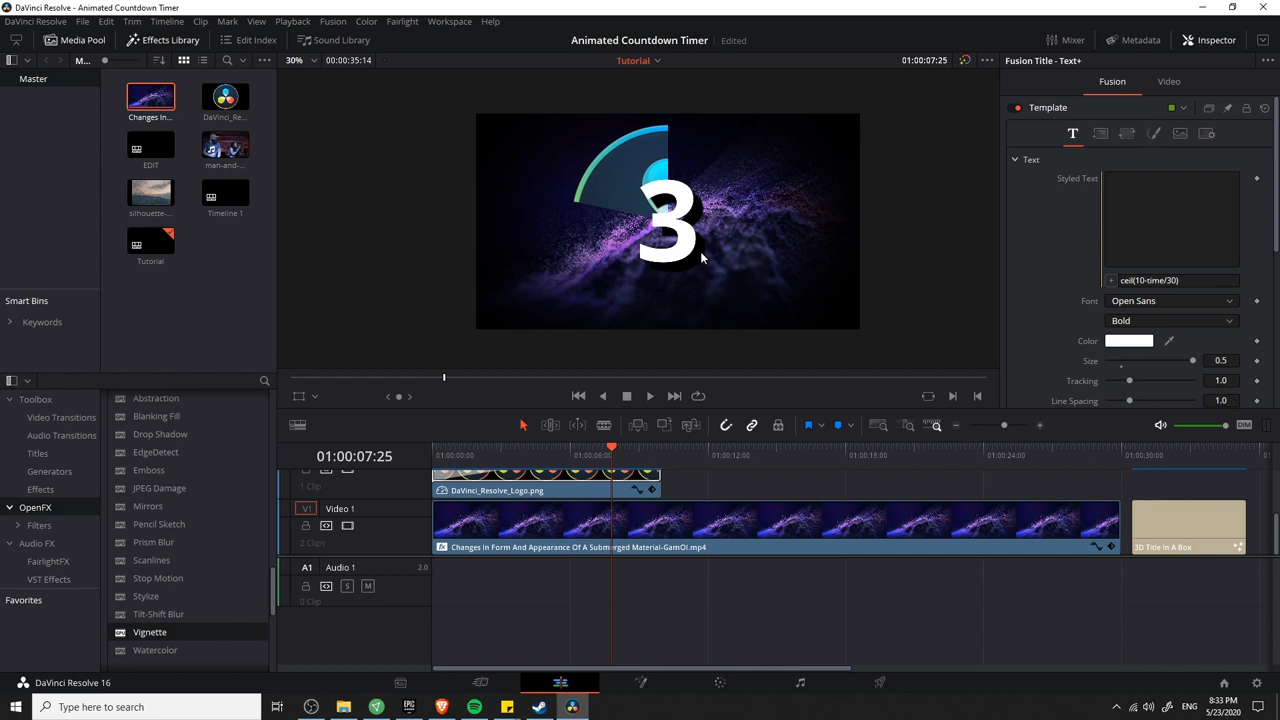 DaVinci Resolve - Animated Countdown Timer
DaVinci Resolve File Edit Trim Timeline Clip Mark View Playback Fusion Color Fairlight Workspace Help
Media Pool Effects Library Edit Index Sound Library Animated Countdown Timer Edited Mixer Metadata Inspector
M... 30% 00:00:35:14 Tutorial 01:00:07:25 Fusion Title - Text+
Master
Fusion Video
Template
Changes In... DaVinci_Re...
T
Text
EDIT man-and-...
Styled Text
silhouette-... Timeline 1
Tutorial
3
ceil(10-time/30)
Smart Bins
Keywords
Font Open Sans
Bold
Color
Size 0.5
Tracking 1.0
Line Spacing 1.0
Toolbox
Video Transitions
Audio Transitions
Titles
Generators
Effects
OpenFX
Filters
Audio FX
FairlightFX
VST Effects
Favorites
Abstraction
Blanking Fill
Drop Shadow
EdgeDetect
Emboss
JPEG Damage
Mirrors
Pencil Sketch
Prism Blur
Scanlines
Stop Motion
Stylize
Tilt-Shift Blur
Vignette
Watercolor
DIM
01:00:07:25 01:00:00:00 01:00:06:00 01:00:12:00 01:00:18:00 01:00:24:00 01:00:30:00
1 Clip
DaVinci_Resolve_Logo.png
V1 Video 1
2 Clips
Changes In Form And Appearance Of A Submerged Material-GamOl.mp4 3D Title In A Box
A1 Audio 1 2.0
S M
0 Clip
DaVinci Resolve 16
Type here to search
ENG
8:33 PM
5/23/2020